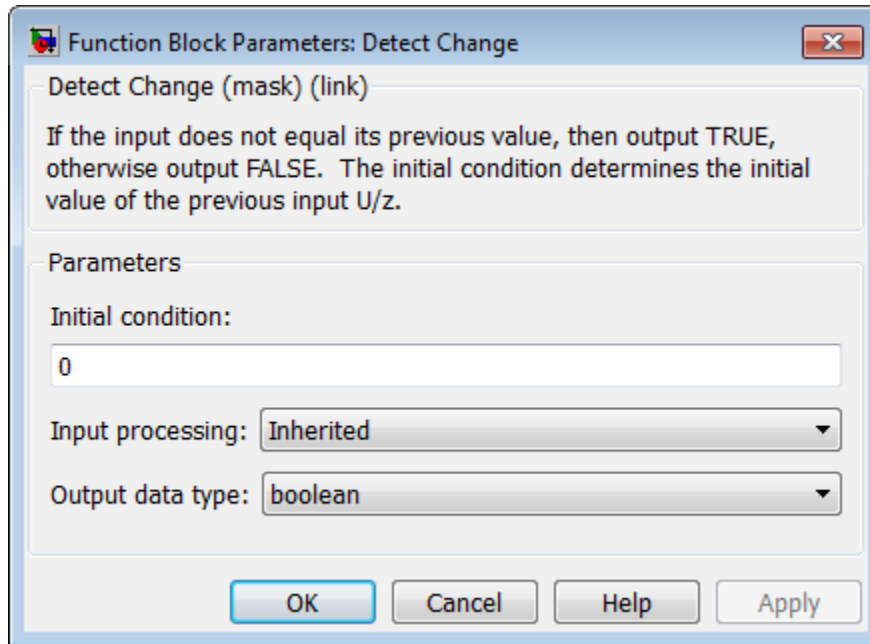 Function Block Parameters: Detect Change
Detect Change (mask) (link)
If the input does not equal its previous value, then output TRUE,
otherwise output FALSE.  The initial condition determines the initial
value of the previous input U/z.
Parameters
Initial condition:
0
Input processing: Inherited
Output data type: boolean
OK Cancel Help Apply